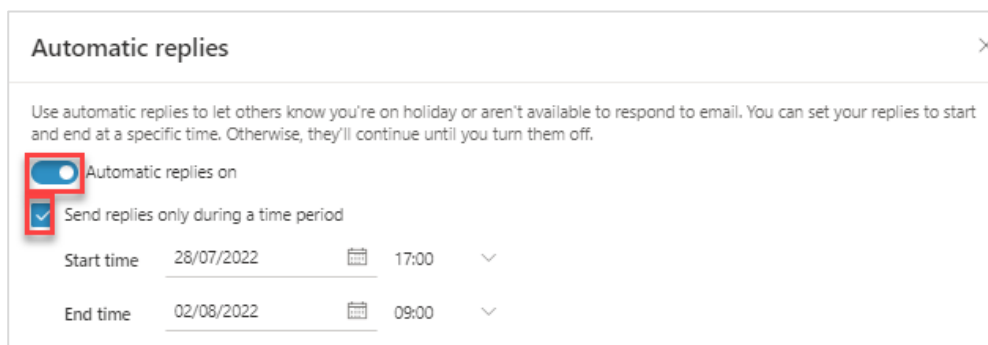 Automatic replies
Use automatic replies to let others know you're on holiday or aren't available to respond to email. You can set your replies to start
and end at a specific time. Otherwise, they'll continue until you turn them off.
Automatic replies on
Send replies only during a time period
Start time 28/07/2022 17:00
End time 02/08/2022 09:00